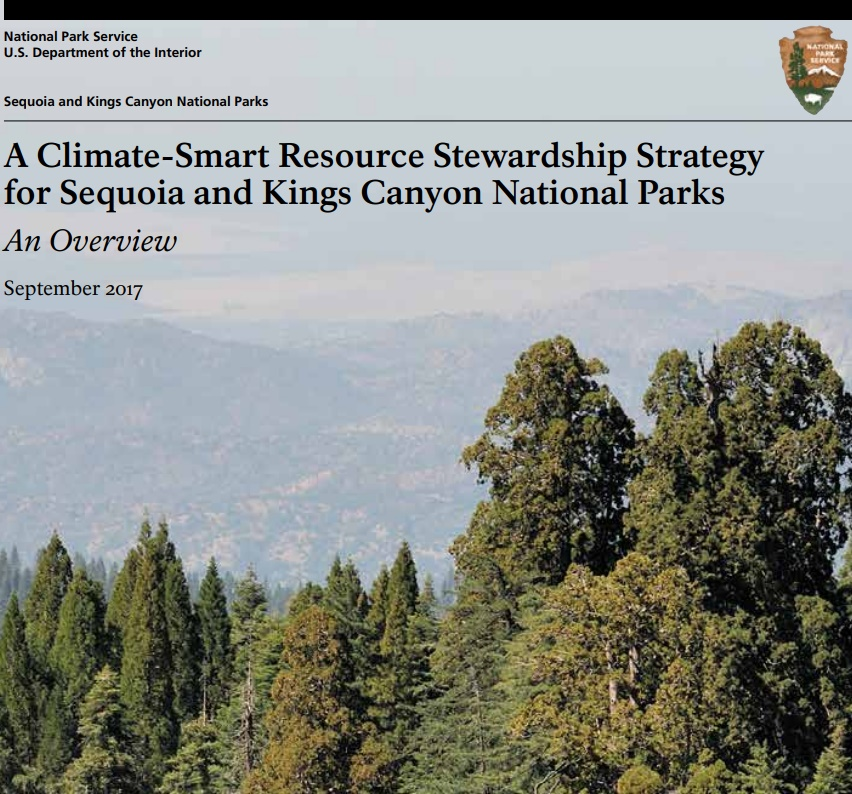 National Park Service
U.S. Department of the Interior
Sequoia and Kings Canyon National Parks
NATIONAL
PARK
SERVICE
A Climate-Smart Resource Stewardship Strategy
for Sequoia and Kings Canyon National Parks
An Overview
September 2017